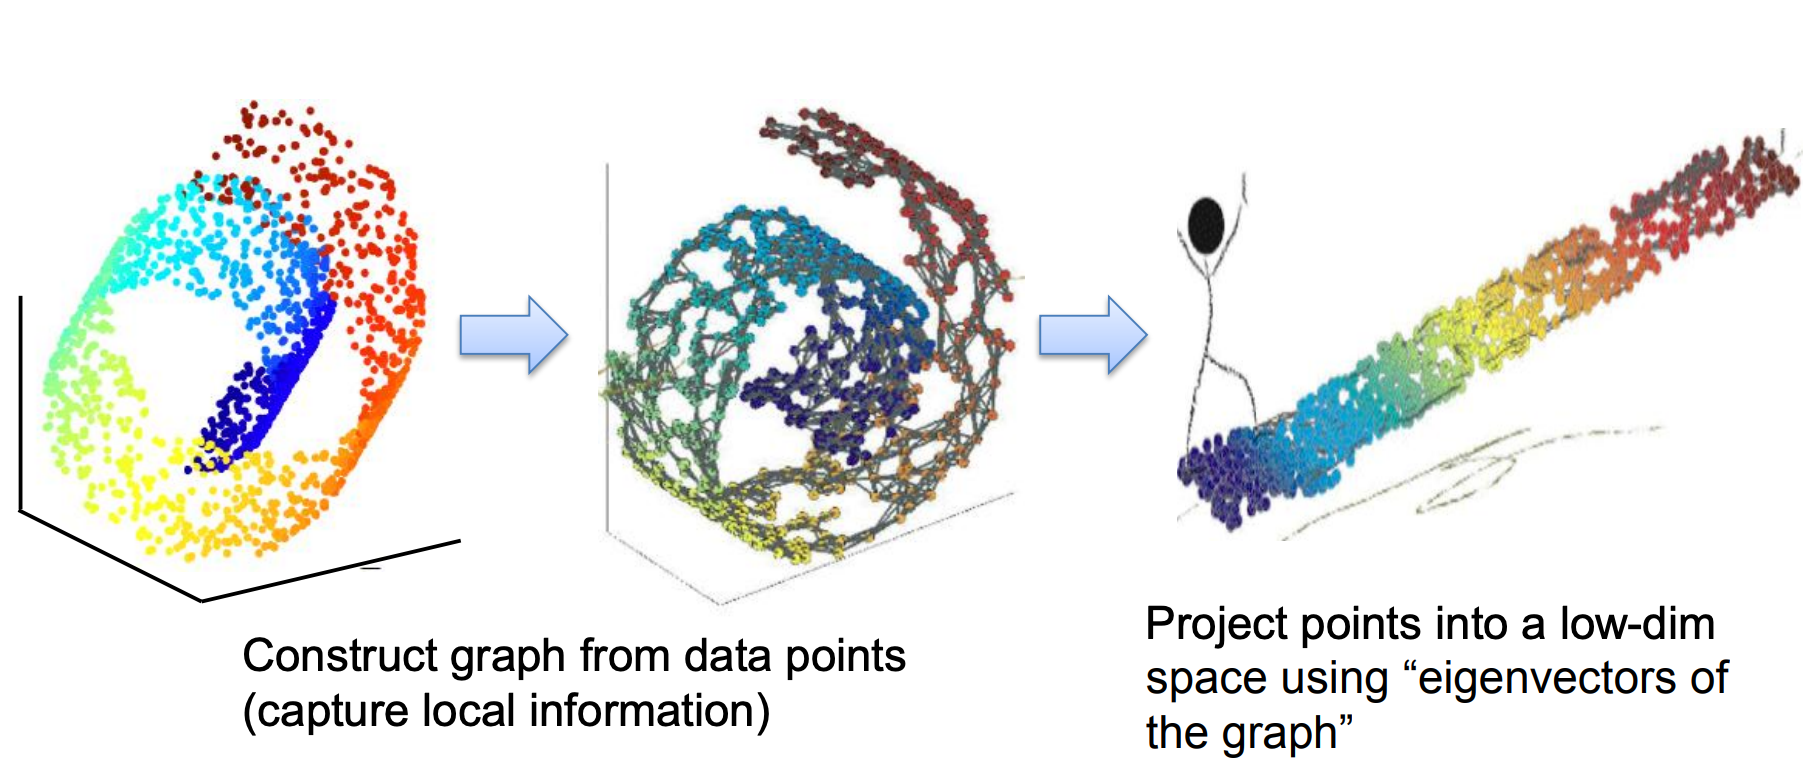 Construct graph from data points
(capture local information)
Project points into a low-dim
space using “eigenvectors of
the graph”